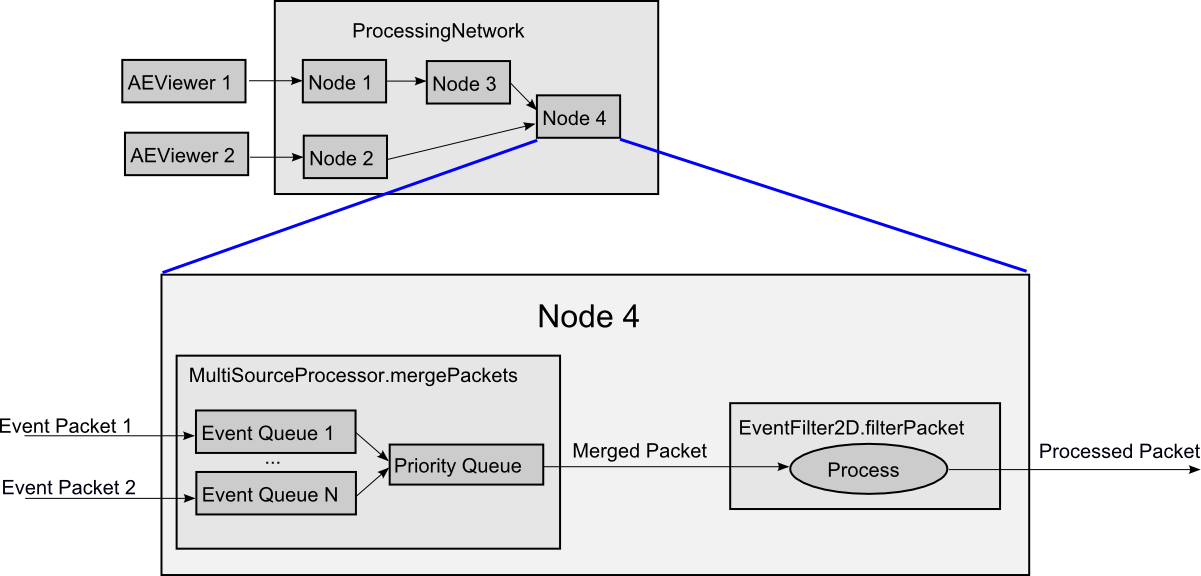 ProcessingNetwork
AEViewer 1
Node 1
Node 3
Node 4
AEViewer 2
Node 2
Node 4
MultiSourceProcessor.mergePackets
Event Packet 1
Event Queue 1
...
Priority Queue
Merged Packet
EventFilter2D.filterPacket
Process
Processed Packet
Event Packet 2
Event Queue N